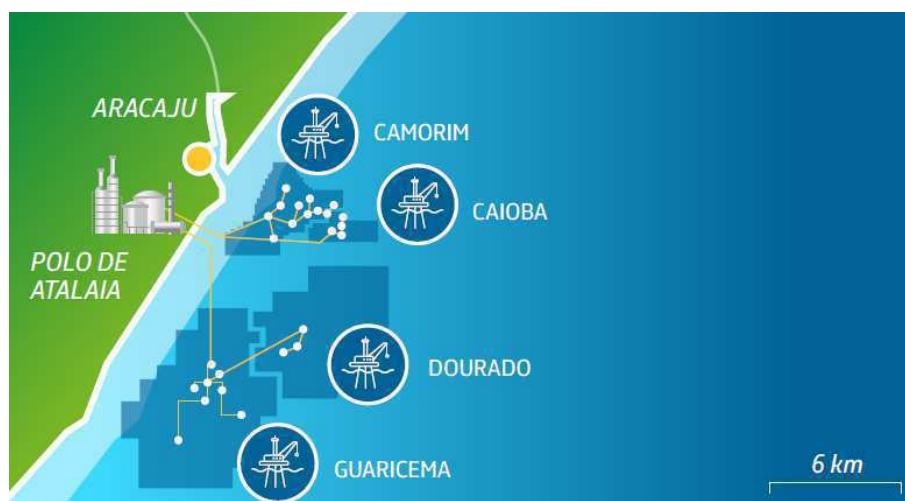 ARACAJU
CAMORIM
CAIOBA
POLO DE
ATALAIA
DOURADO
GUARICEMA
6 km